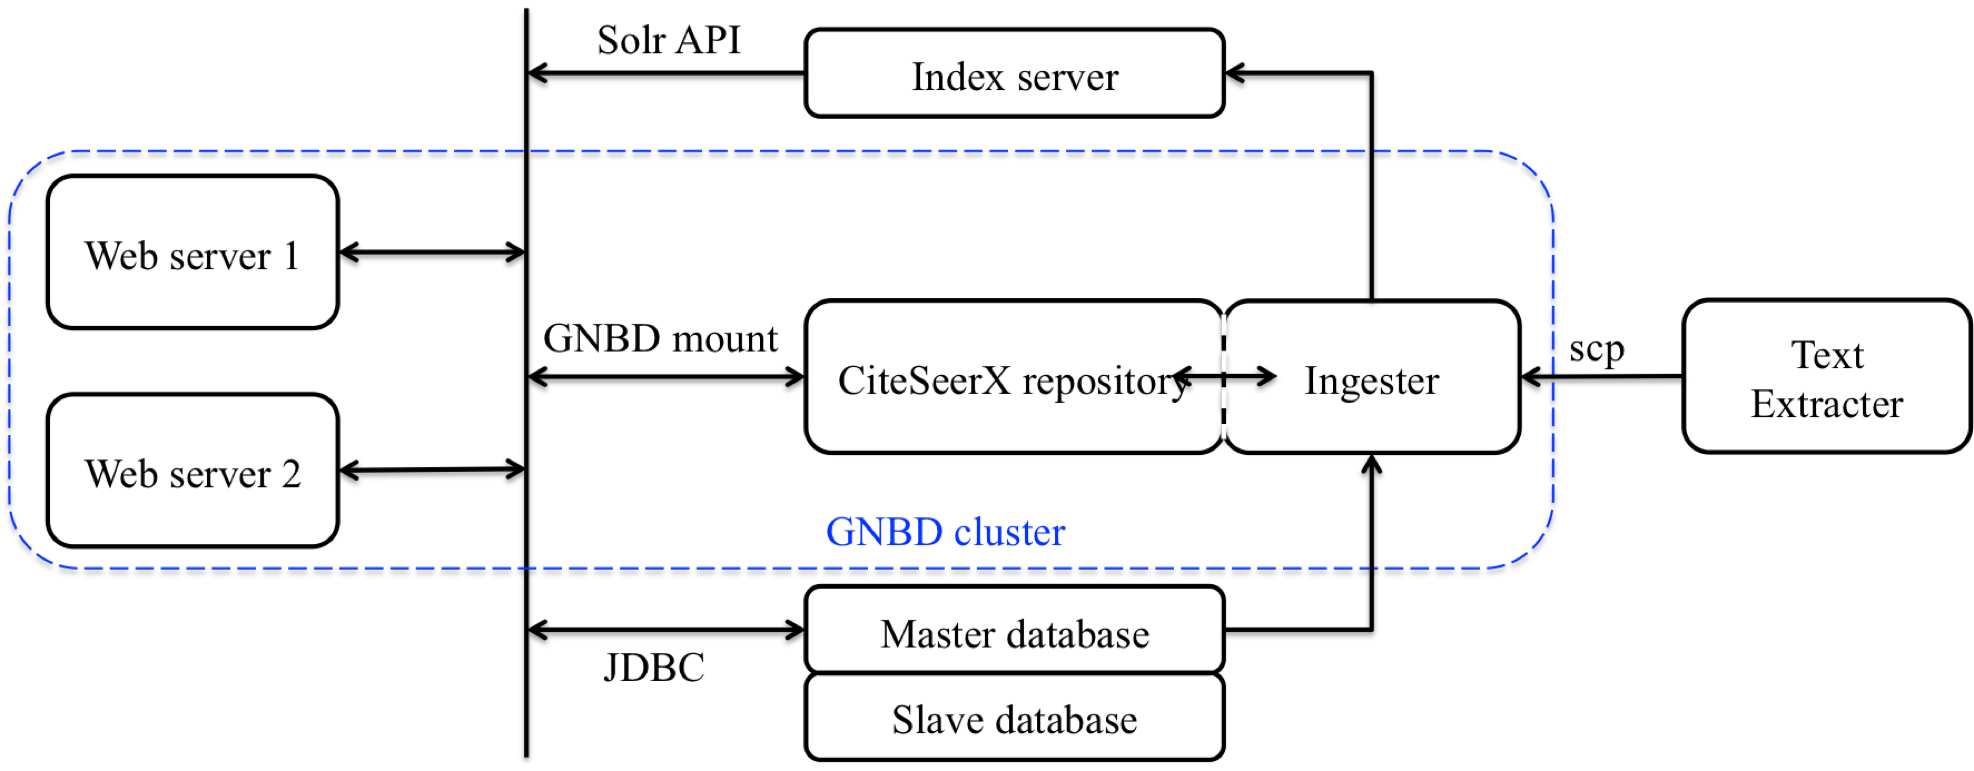 Solr API
Index server
Web server 1
GNBD mount
CiteSeerX repository
Ingester
scp
Text
Extracter
Web server 2
GNBD cluster
Master database
JDBC
Slave database